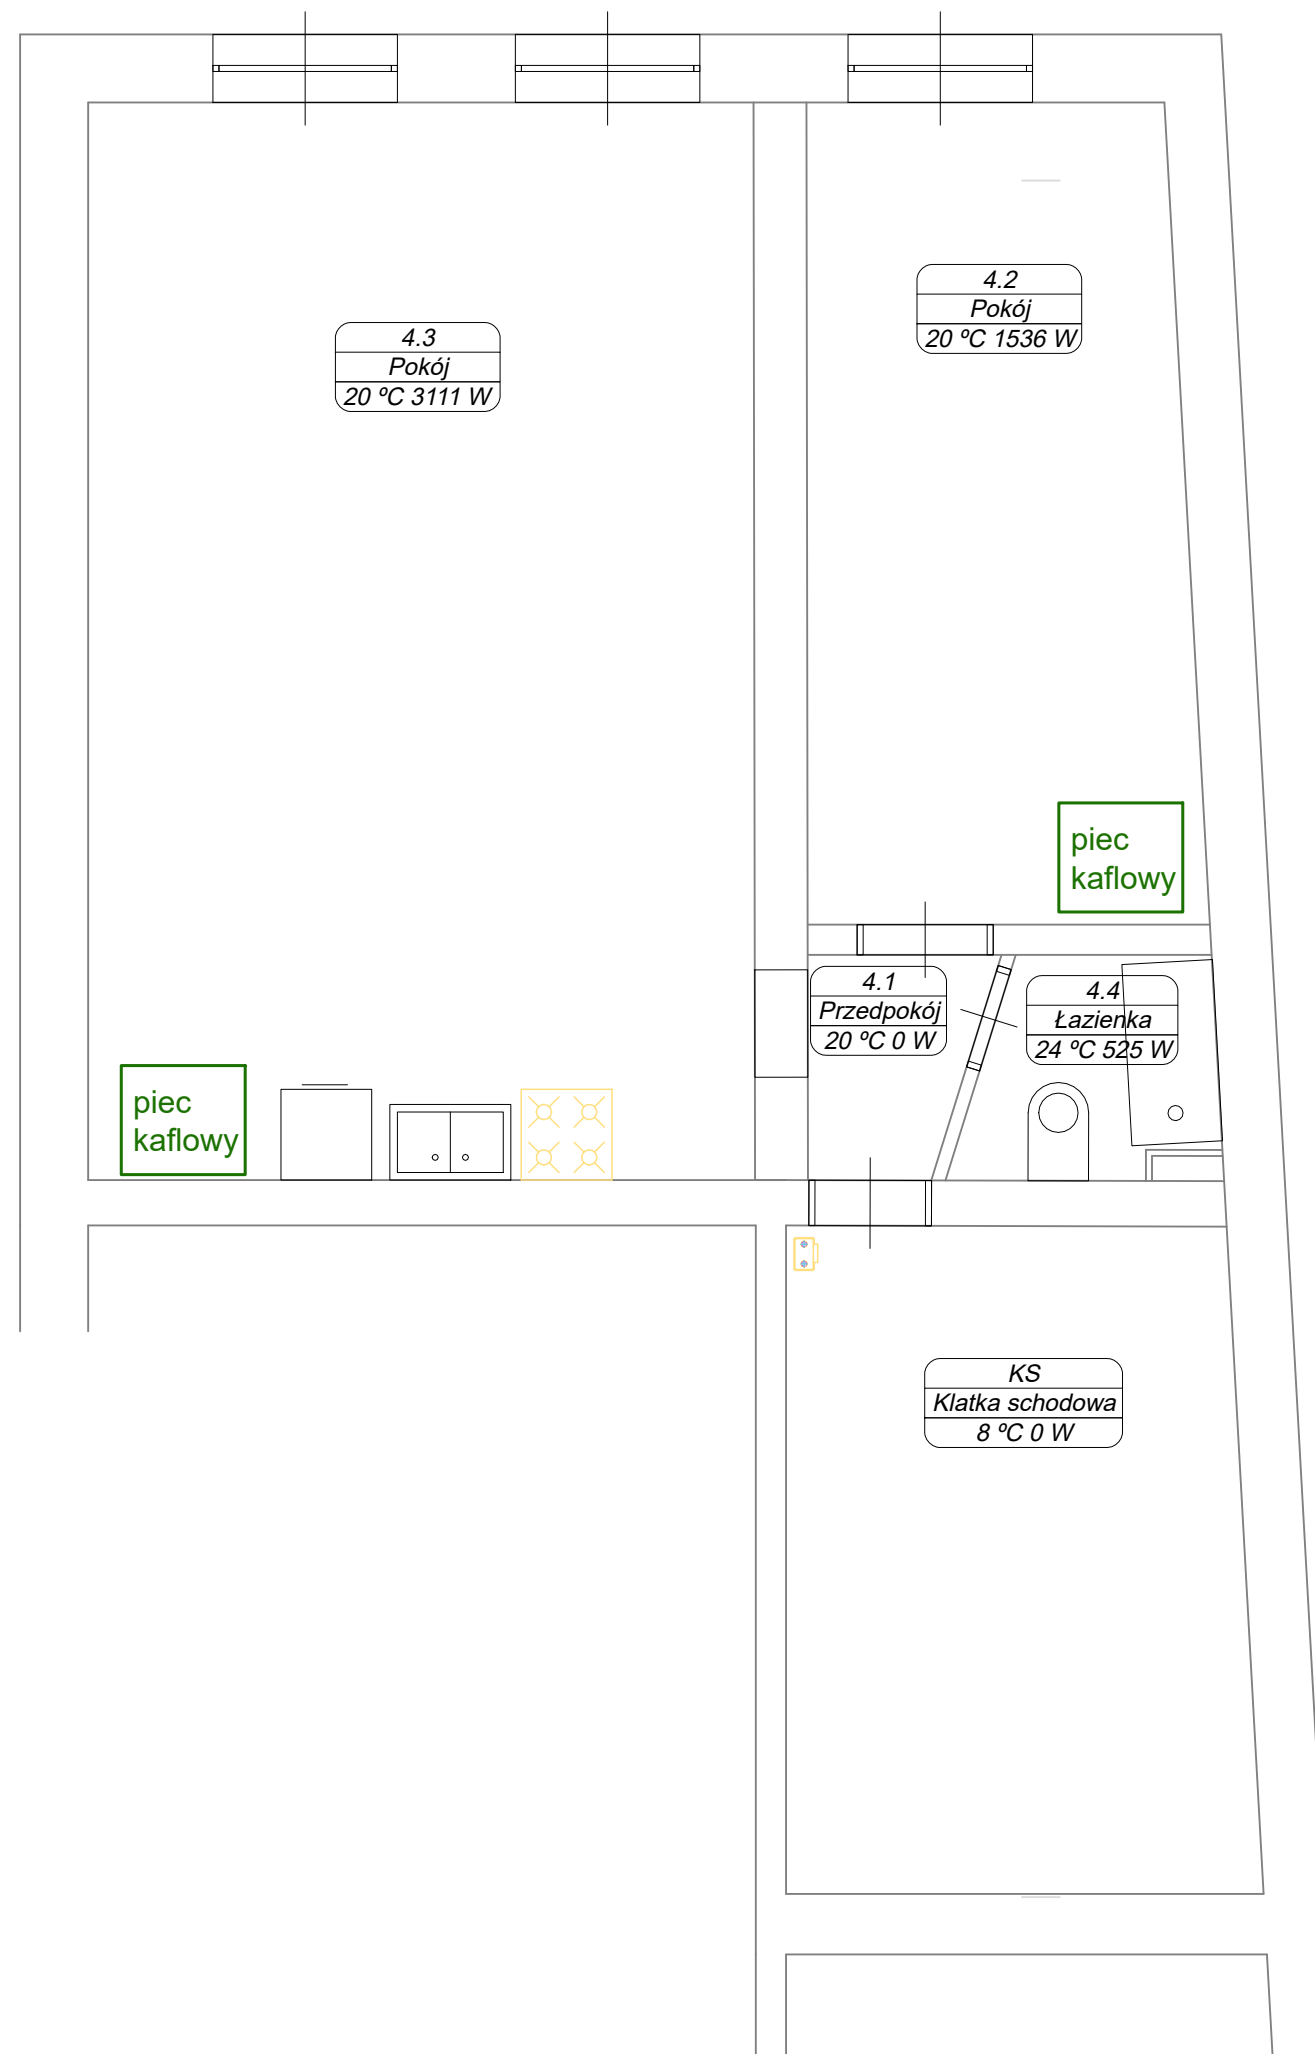 4.3
Pokój
20 ºC 3111 W
4.2
Pokój
20 ºC 1536 W
piec
kaflowy
4.1
Przedpokój
20 ºC 0 W
4.4
Łazienka
24 ºC 525 W
piec
kaflowy
KS
Klatka schodowa
8 ºC 0 W